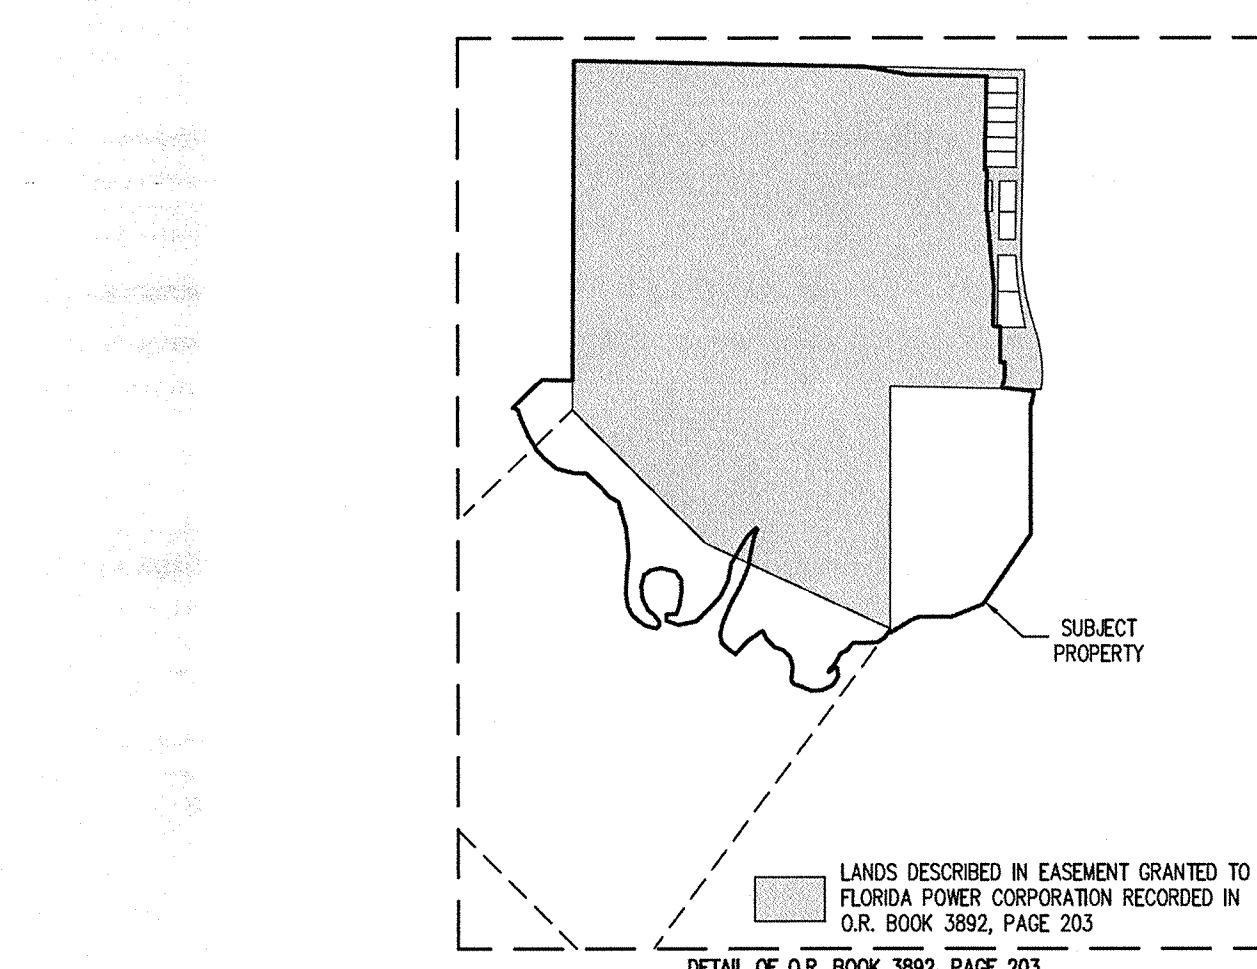 SUBJECT
PROPERTY
LANDS DESCRIBED IN EASEMENT GRANTED TO
FLORIDA POWER CORPORATION RECORDED IN
O.R. BOOK 3892, PAGE 203
DETAIL OF O.R. BOOK 3892, PAGE 203